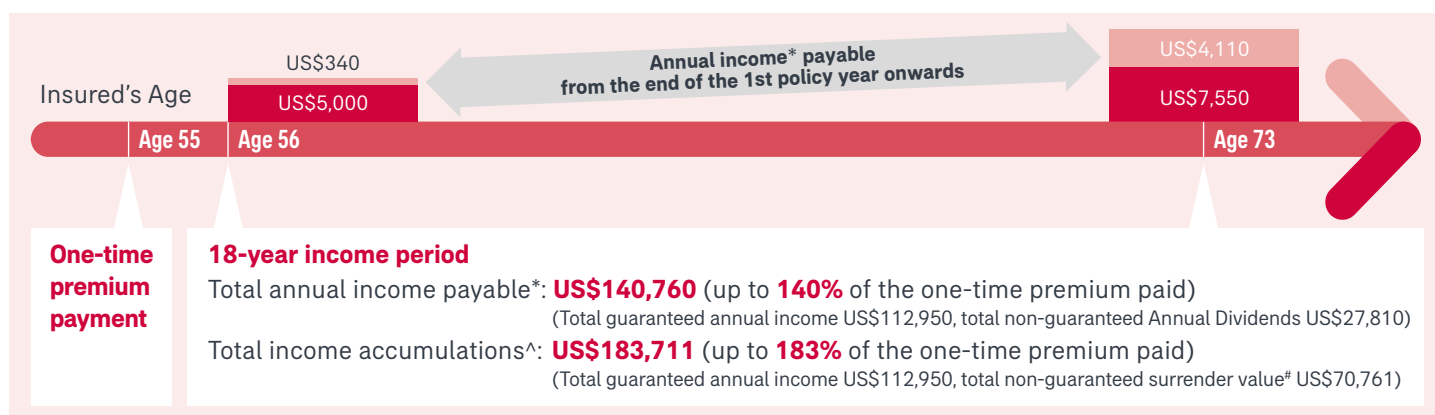 US$340
Annual income* payable
from the end of the 1st policy year onwards
US$4,110
Insured's Age
US$5,000
US$7,550
Age 55
Age 56
Age 73
One-time
premium
payment
18-year income period
Total annual income payable*: US$140,760 (up to 140% of the one-time premium paid)
(Total guaranteed annual income US$112,950, total non-guaranteed Annual Dividends US$27,810)
Total income accumulations^: US$183,711 (up to 183% of the one-time premium paid)
(Total guaranteed annual income US$112,950, total non-guaranteed surrender value# US$70,761)